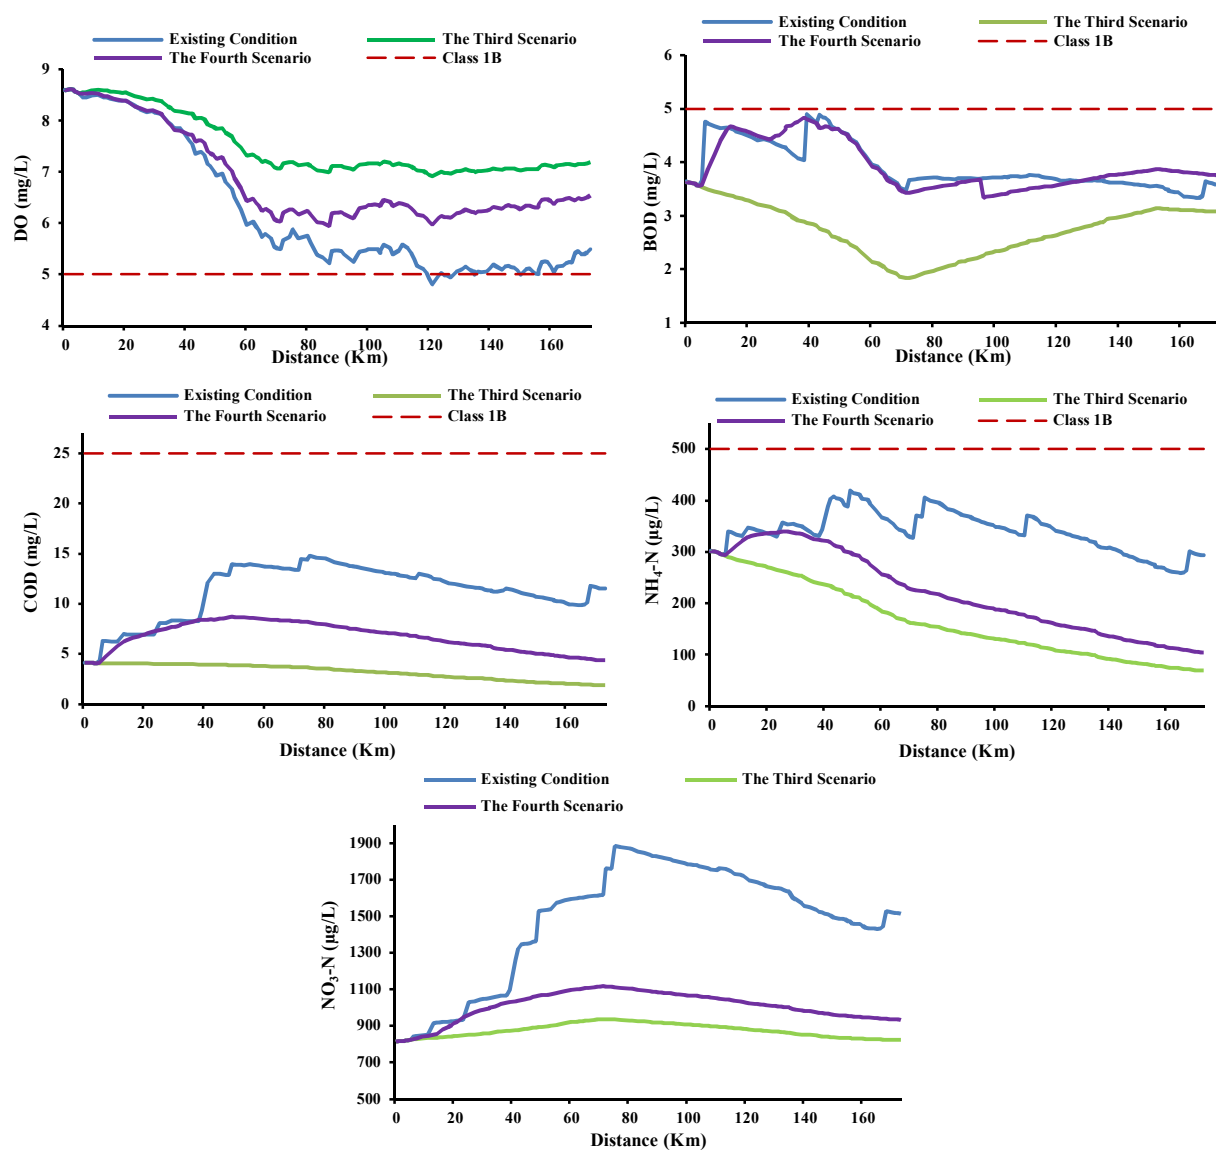 Existing Condition
The Third Scenario
The Fourth Scenario
Class 1B
9
8
7
6
5
4
DO (mg/L)
0 20 40 60 80 100 120 140 160
Distance (Km)
Existing Condition
The Third Scenario
The Fourth Scenario
Class 1B
6
5
4
3
2
1
BOD (mg/L)
0 20 40 60 80 100 120 140 160
Distance (Km)
Existing Condition
The Third Scenario
The Fourth Scenario
Class 1B
25
20
15
10
5
0
COD (mg/L)
0 20 40 60 80 100 120 140 160
Distance (Km)
Existing Condition
The Third Scenario
The Fourth Scenario
Class 1B
500
400
300
200
100
0
NH₄-N (µg/L)
0 20 40 60 80 100 120 140 160
Distance (Km)
Existing Condition
The Third Scenario
The Fourth Scenario
1900
1700
1500
1300
1100
900
700
500
NO₃-N (µg/L)
0 20 40 60 80 100 120 140 160
Distance (Km)